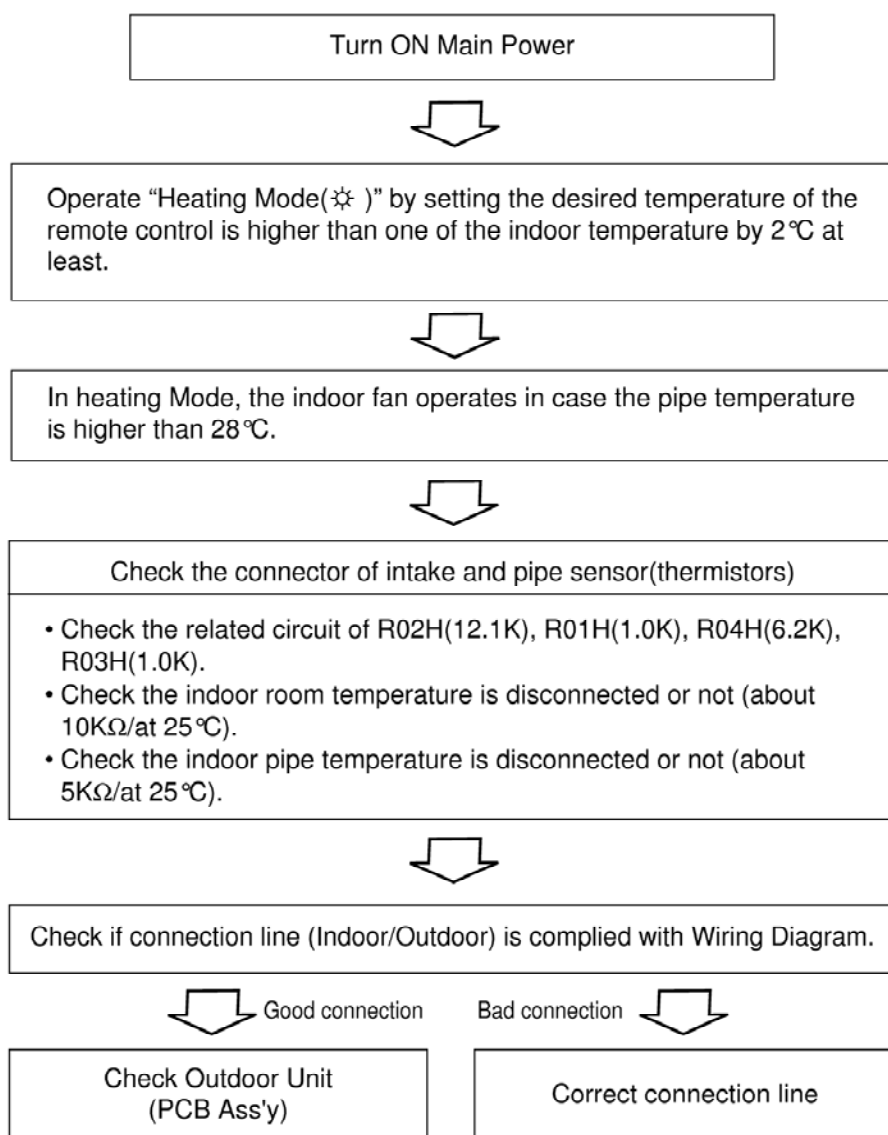 Turn ON Main Power
Operate “Heating Mode(☼ )” by setting the desired temperature of the
remote control is higher than one of the indoor temperature by 2°C at
least.
In heating Mode, the indoor fan operates in case the pipe temperature
is higher than 28°C.
Check the connector of intake and pipe sensor(thermistors)
• Check the related circuit of R02H(12.1K), R01H(1.0K), R04H(6.2K),
R03H(1.0K).
• Check the indoor room temperature is disconnected or not (about
10KΩ/at 25°C).
• Check the indoor pipe temperature is disconnected or not (about
5KΩ/at 25°C).
Check if connection line (Indoor/Outdoor) is complied with Wiring Diagram.
Good connection
Bad connection
Check Outdoor Unit
(PCB Ass'y)
Correct connection line